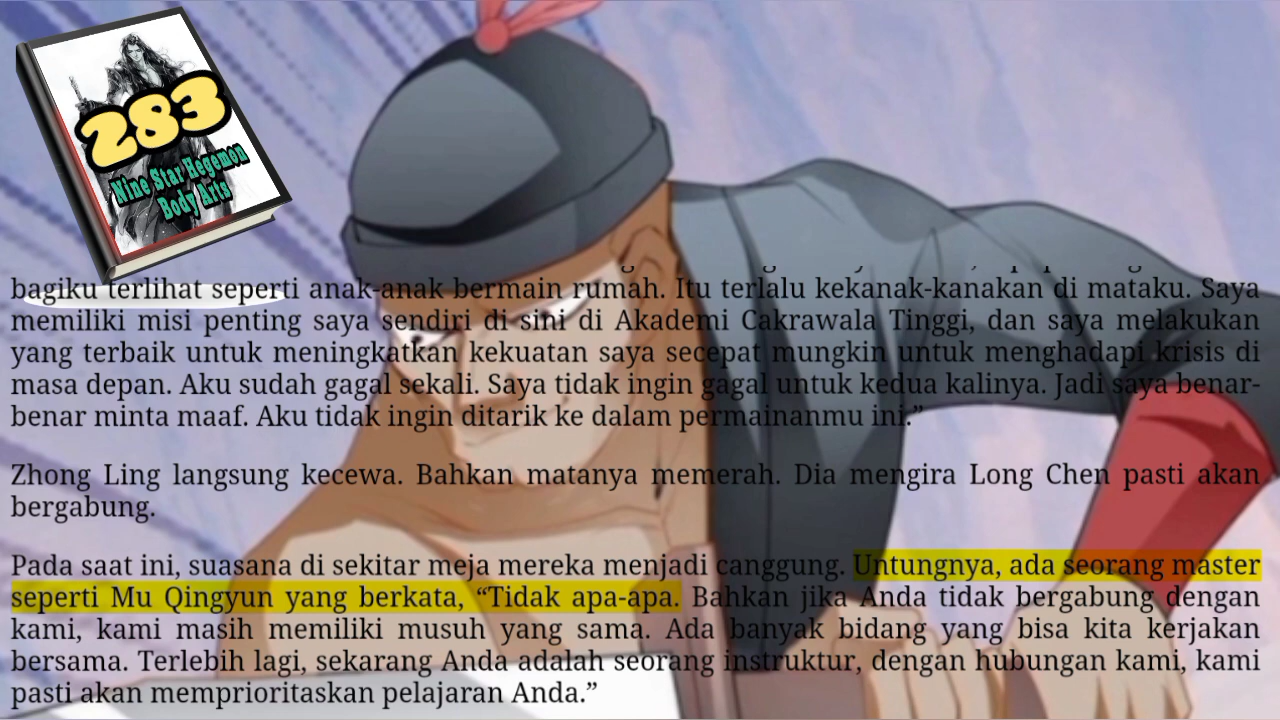 283
Nine Star Hegemon
Body Arts
bagiku terlihat seperti anak-anak bermain rumah. Itu terlalu kekanak-kanakan di mataku. Saya
memiliki misi penting saya sendiri di sini di Akademi Cakrawala Tinggi, dan saya melakukan
yang terbaik untuk meningkatkan kekuatan saya secepat mungkin untuk menghadapi krisis di
masa depan. Aku sudah gagal sekali. Saya tidak ingin gagal untuk kedua kalinya. Jadi saya benar-
benar minta maaf. Aku tidak ingin ditarik ke dalam permainanmu ini.”
Zhong Ling langsung kecewa. Bahkan matanya memerah. Dia mengira Long Chen pasti akan
bergabung.
Pada saat ini, suasana di sekitar meja mereka menjadi canggung. Untungnya, ada seorang master
seperti Mu Qingyun yang berkata, “Tidak apa-apa. Bahkan jika Anda tidak bergabung dengan
kami, kami masih memiliki musuh yang sama. Ada banyak bidang yang bisa kita kerjakan
bersama. Terlebih lagi, sekarang Anda adalah seorang instruktur, dengan hubungan kami, kami
pasti akan memprioritaskan pelajaran Anda.”